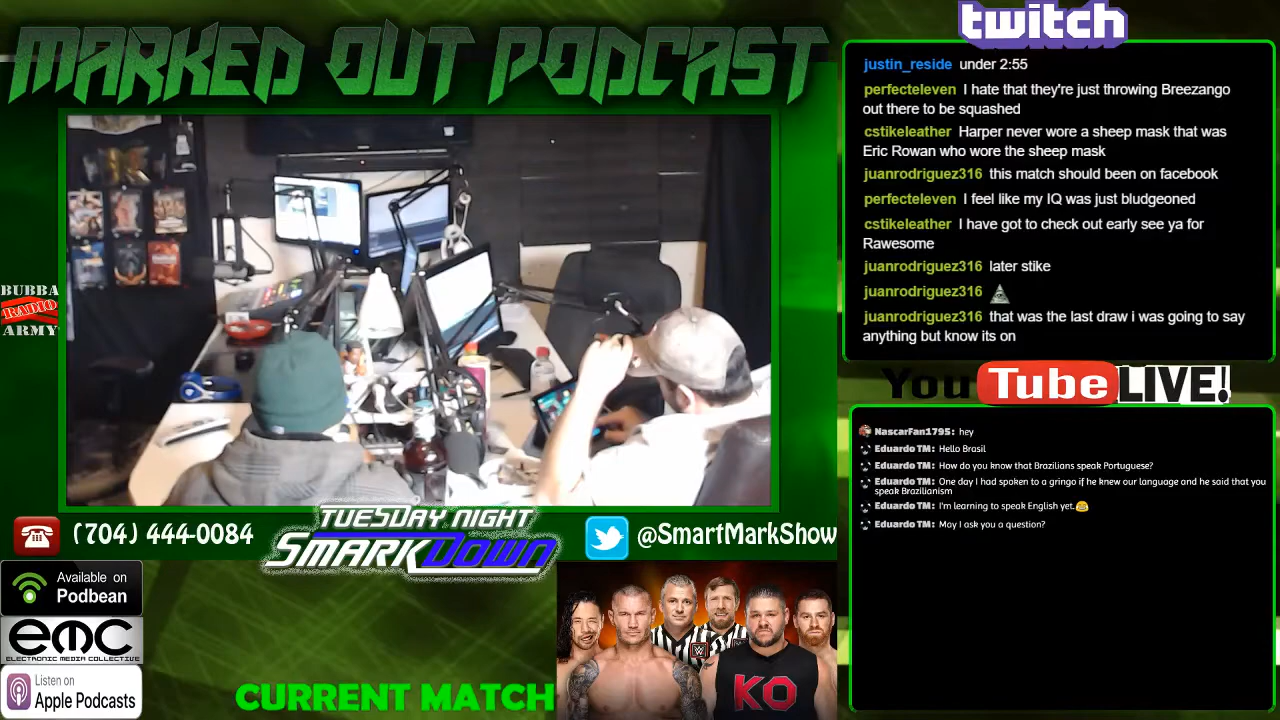 MARKED OUT PODCAST
twitch
justin_reside under 2:55
perfecteleven I hate that they're just throwing Breezango
out there to be squashed
cstikeleather Harper never wore a sheep mask that was
Eric Rowan who wore the sheep mask
juanrodriguez316 this match should been on facebook
perfecteleven I feel like my IQ was just bludgeoned
cstikeleather I have got to check out early see ya for
Rawesome
juanrodriguez316 later stike
juanrodriguez316
juanrodriguez316 that was the last draw i was going to say
anything but know its on
You Tube LIVE!
NascarFan1795: hey
Eduardo TM: Hello Brasil
Eduardo TM: How do you know that Brazilians speak Portuguese?
Eduardo TM: One day I had spoken to a gringo if he knew our language and he said that you
speak Brazilianism
Eduardo TM: I'm learning to speak English yet.😂
Eduardo TM: May I ask you a question?
BUBBA
RADIO
ARMY
(704) 444-0084
TUESDAY NIGHT
SMARKDOWN
@SmartMarkShow
Available on
Podbean
emc
ELECTRONIC MEDIA COLLECTIVE
Listen on
Apple Podcasts
CURRENT MATCH
KO